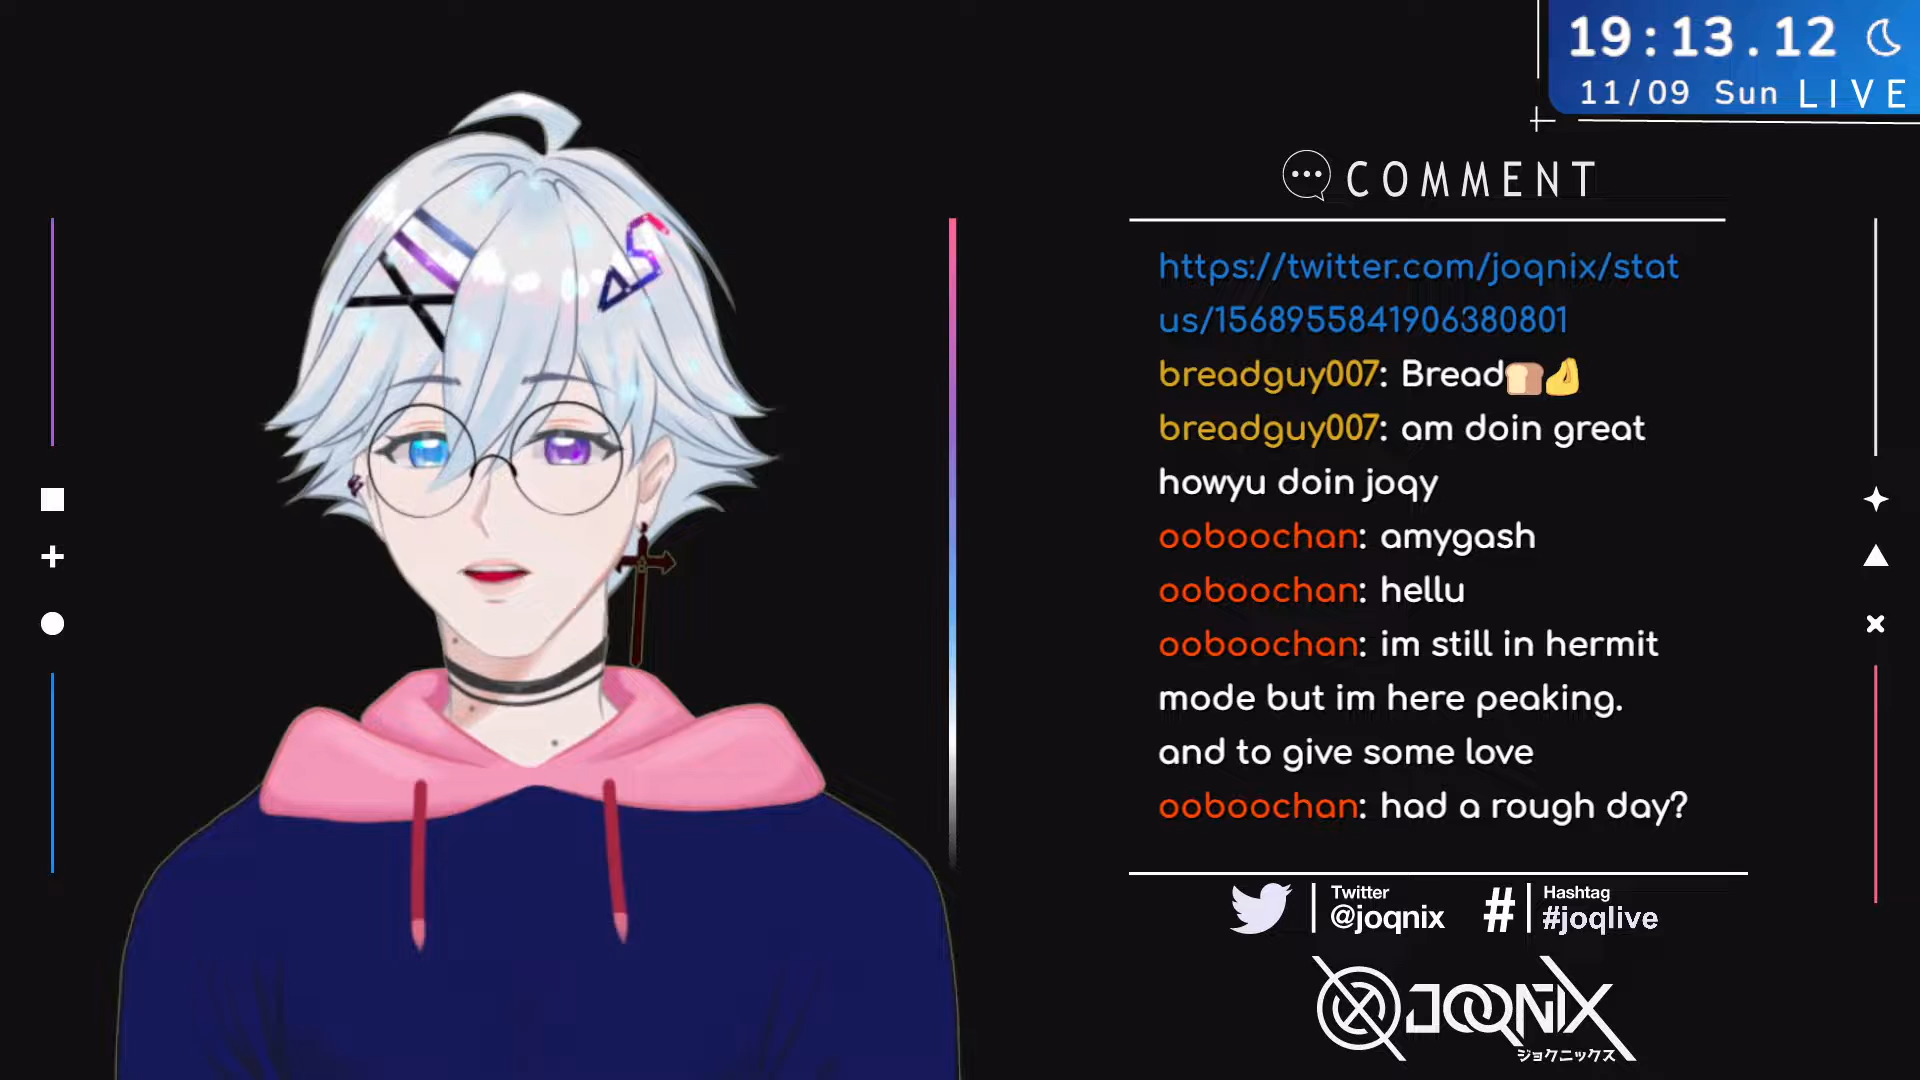 19:13.12
11/09 Sun LIVE
COMMENT
https://twitter.com/joqnix/stat
us/1568955841906380801
breadguy007: Bread🍞🫴
breadguy007: am doin great
howyu doin joqy
ooboochan: amygash
ooboochan: hellu
ooboochan: im still in hermit
mode but im here peaking.
and to give some love
ooboochan: had a rough day?
Twitter
@joqnix
# Hashtag
#joqlive
JOQNIX
ジョクニックス